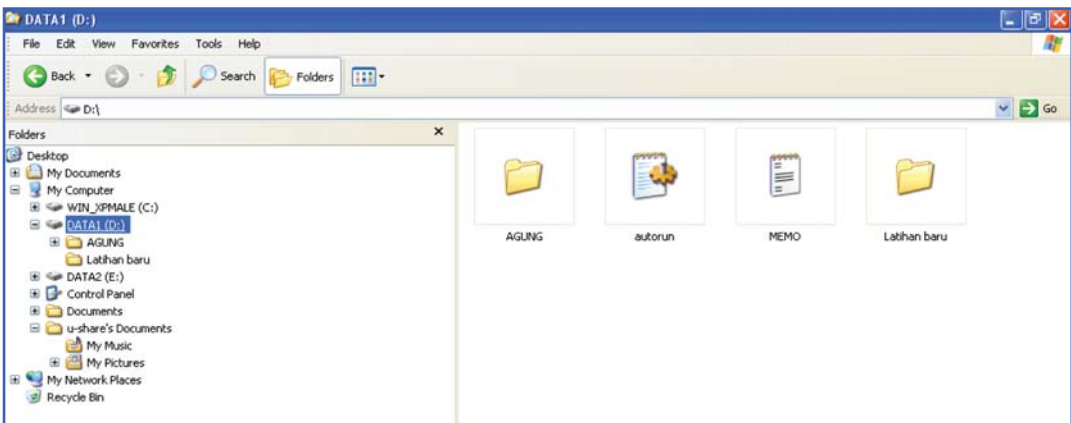 DATA1 (D:)
File Edit View Favorites Tools Help
Back Search Folders
Address D:\ Go
Folders
Desktop
My Documents
My Computer
WIN_XPMALE (C:)
DATA1 (D:)
AGUNG
Latihan baru
DATA2 (E:)
Control Panel
Documents
u-share's Documents
My Music
My Pictures
My Network Places
Recycle Bin
AGUNG autorun MEMO Latihan baru